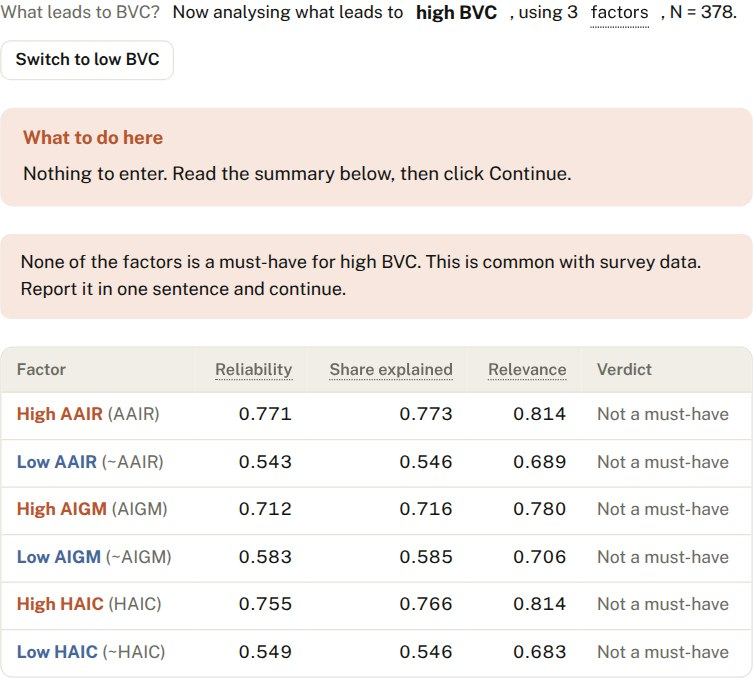 What leads to BVC? Now analysing what leads to high BVC , using 3 factors , N = 378.
Switch to low BVC
What to do here
Nothing to enter. Read the summary below, then click Continue.
None of the factors is a must-have for high BVC. This is common with survey data.
Report it in one sentence and continue.
Factor Reliability Share explained Relevance Verdict
High AAIR (AAIR) 0.771 0.773 0.814 Not a must-have
Low AAIR (~AAIR) 0.543 0.546 0.689 Not a must-have
High AIGM (AIGM) 0.712 0.716 0.780 Not a must-have
Low AIGM (~AIGM) 0.583 0.585 0.706 Not a must-have
High HAIC (HAIC) 0.755 0.766 0.814 Not a must-have
Low HAIC (~HAIC) 0.549 0.546 0.683 Not a must-have